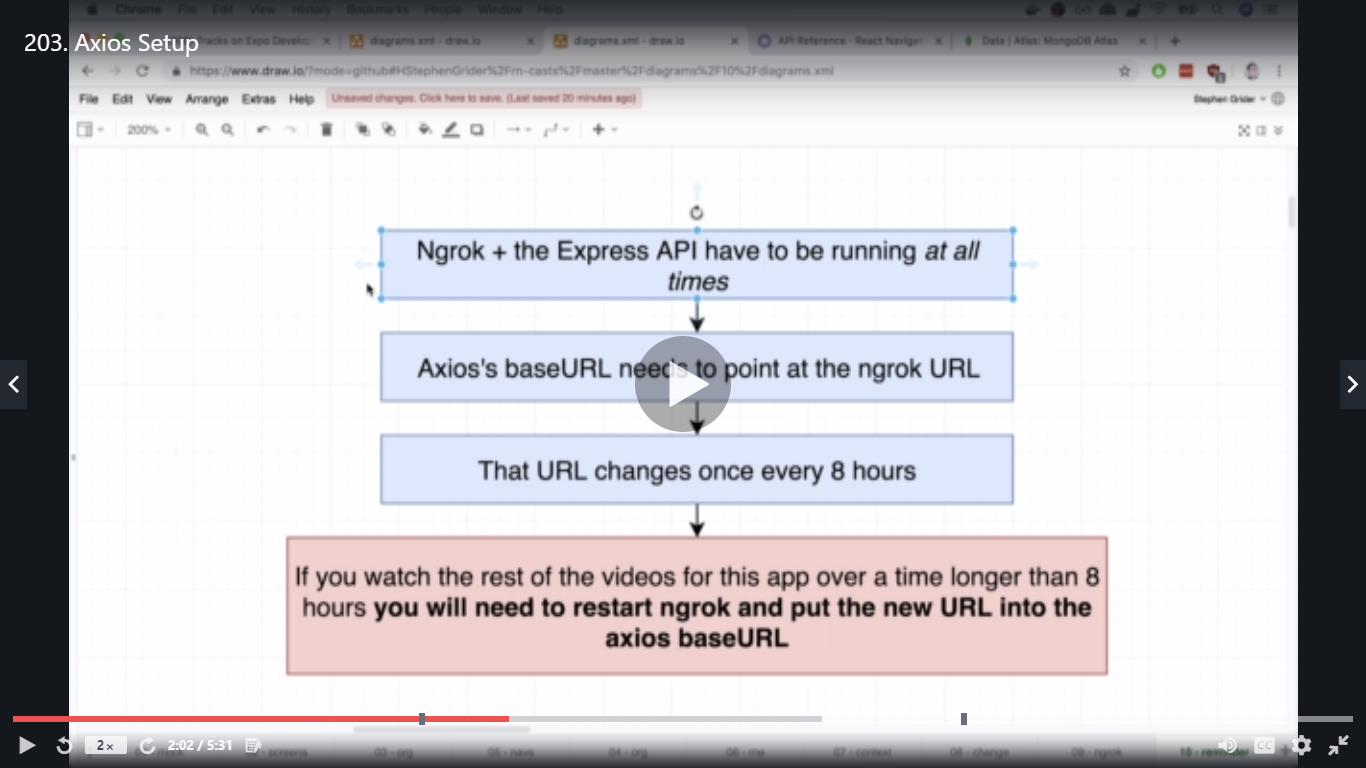 Chrome File Edit View History Bookmarks People Window Help
203. Axios Setup
Tracks on Expo Develop
diagrams.xml - draw.io
diagrams.xml - draw.io
API Reference · React Navigat
Data | Atlas: MongoDB Atlas
https://www.draw.io/?mode=github#HStephenGrider%2Frn-casts%2Fmaster%2Fdiagrams%2F10%2Fdiagrams.xml
File Edit View Arrange Extras Help Unsaved changes. Click here to save. (Last saved 20 minutes ago) Stephen Grider
200%
Ngrok + the Express API have to be running at all
times
Axios's baseURL needs to point at the ngrok URL
That URL changes once every 8 hours
If you watch the rest of the videos for this app over a time longer than 8
hours you will need to restart ngrok and put the new URL into the
axios baseURL
2x 2:02 / 5:31 CC
screens 03 - org 05 - navs 04 - org 06 - me 07 - context 08 - change 09 - ngrok 10 - reminder